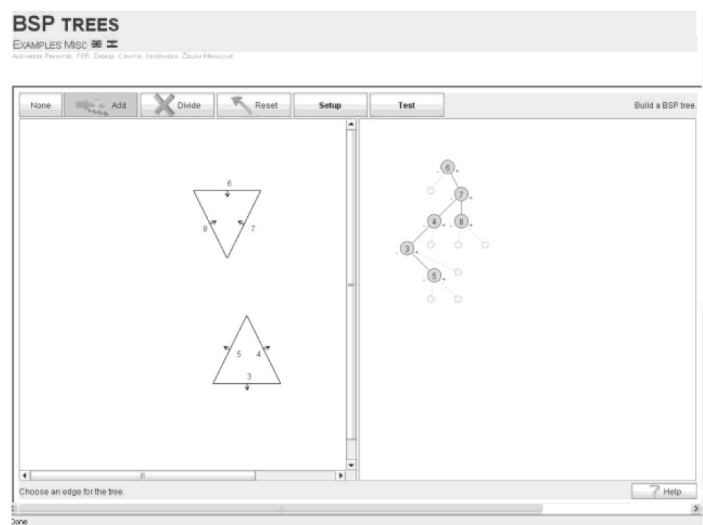 BSP TREES
EXAMPLES MISC
None Add Divide Reset Setup Test Build a BSP tree.
6
8 7
5 4
3
6
- +
7
- +
4 8
- + - +
3
- +
5
- +
Choose an edge for the tree.
? Help
Done